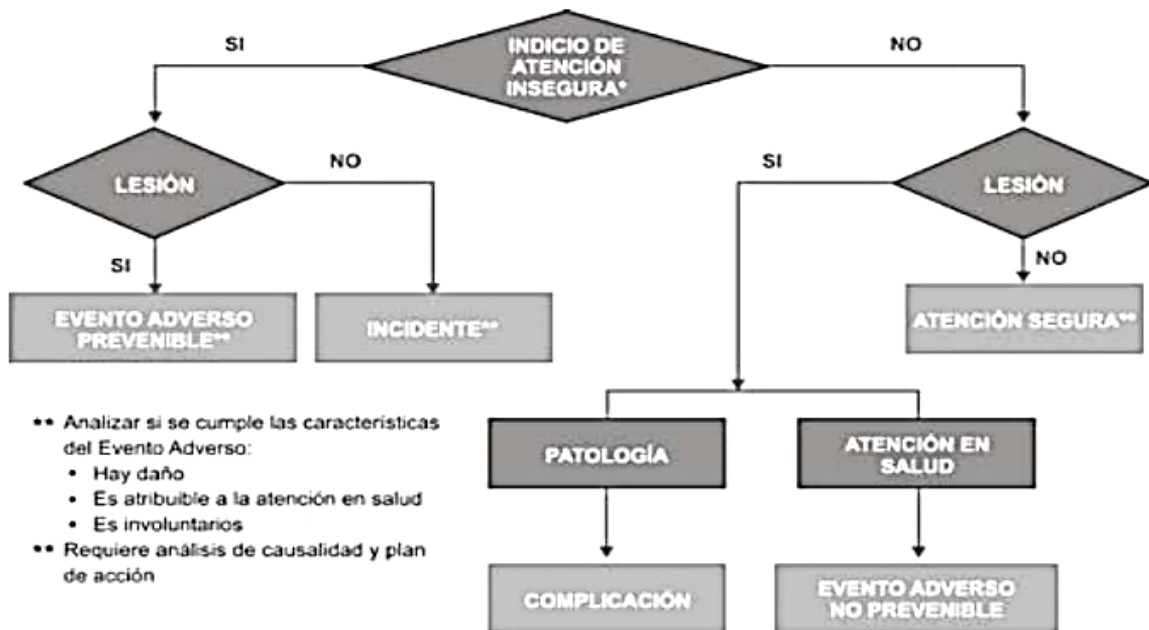 SI
INDICIO DE
ATENCIÓN
INSEGURA*
NO
LESIÓN
NO
SI
LESIÓN
SI
NO
EVENTO ADVERSO
PREVENIBLE**
INCIDENTE**
ATENCIÓN SEGURA**
** Analizar si se cumple las características
del Evento Adverso:
• Hay daño
• Es atribuible a la atención en salud
• Es involuntarios
** Requiere análisis de causalidad y plan
de acción
PATOLOGÍA
ATENCIÓN EN
SALUD
COMPLICACIÓN
EVENTO ADVERSO
NO PREVENIBLE